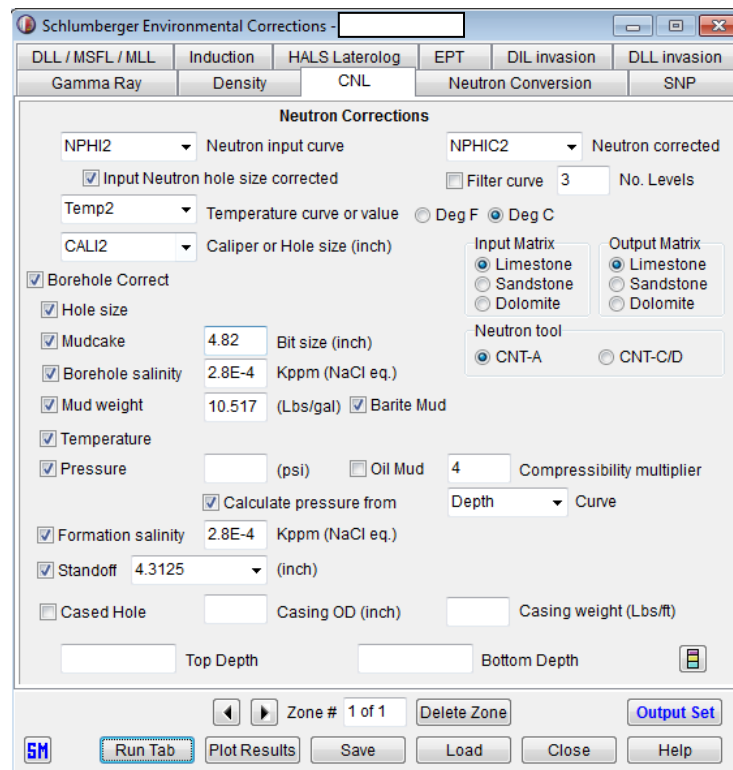 Schlumberger Environmental Corrections -
DLL / MSFL / MLL Induction HALS Laterolog EPT DIL invasion DLL invasion
Gamma Ray Density CNL Neutron Conversion SNP
Neutron Corrections
NPHI2 Neutron input curve NPHIC2 Neutron corrected
Input Neutron hole size corrected Filter curve 3 No. Levels
Temp2 Temperature curve or value Deg F Deg C
CALI2 Caliper or Hole size (inch) Input Matrix Output Matrix
Limestone Limestone
Borehole Correct Sandstone Sandstone
Hole size Dolomite Dolomite
Neutron tool
Mudcake 4.82 Bit size (inch)
CNT-A CNT-C/D
Borehole salinity 2.8E-4 Kppm (NaCl eq.)
Mud weight 10.517 (Lbs/gal) Barite Mud
Temperature
Pressure (psi) Oil Mud 4 Compressibility multiplier
Calculate pressure from Depth Curve
Formation salinity 2.8E-4 Kppm (NaCl eq.)
Standoff 4.3125 (inch)
Cased Hole Casing OD (inch) Casing weight (Lbs/ft)
Top Depth Bottom Depth
Zone # 1 of 1 Delete Zone Output Set
SM Run Tab Plot Results Save Load Close Help